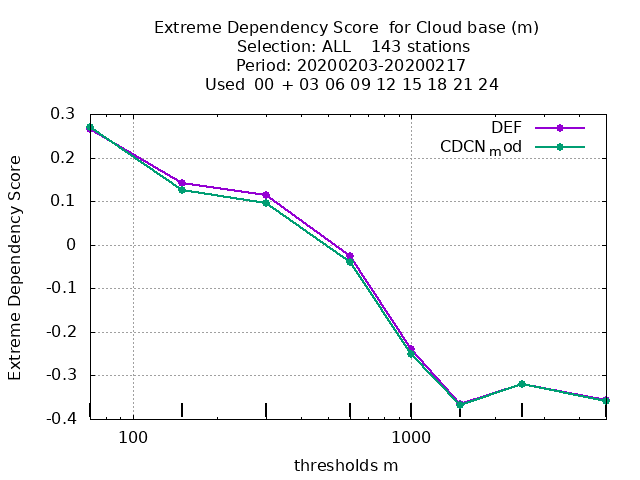 Extreme Dependency Score  for Cloud base (m)
Selection: ALL    143 stations
Period: 20200203-20200217
Used  00 + 03 06 09 12 15 18 21 24
DEF
CDCNmod
0.3
0.2
0.1
0
-0.1
-0.2
-0.3
-0.4
Extreme Dependency Score
100
1000
thresholds m